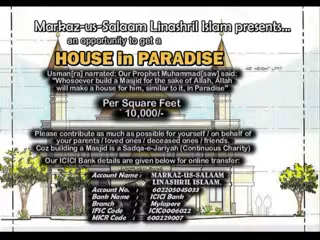 Markaz-us-Salaam Linashril Islam presents...
an opportunity to get a
HOUSE in PARADISE
Usman[ra] narrated: Our Prophet Muhammad[saw] said:
"Whosoever build a Masjid for the sake of Allah, Allah
will make a house for him, similar to it, in Paradise"
Per Square Feet
10,000/-
Please contribute as much as possible for yourself / on behalf of
your parents / loved ones / deceased ones / friends.
Coz building a Masjid is Sadqa-e-Jariyah (Continuous Charity)
Our ICICI Bank details are given below for online transfer:
Account Name : MARKAZ-US-SALAAM
LINASHRIL ISLAAM
Account No. : 602205045033
Bank Name : ICICI Bank
Branch : Mylapore
IFSC Code : ICIC0006022
MICR Code : 600229007